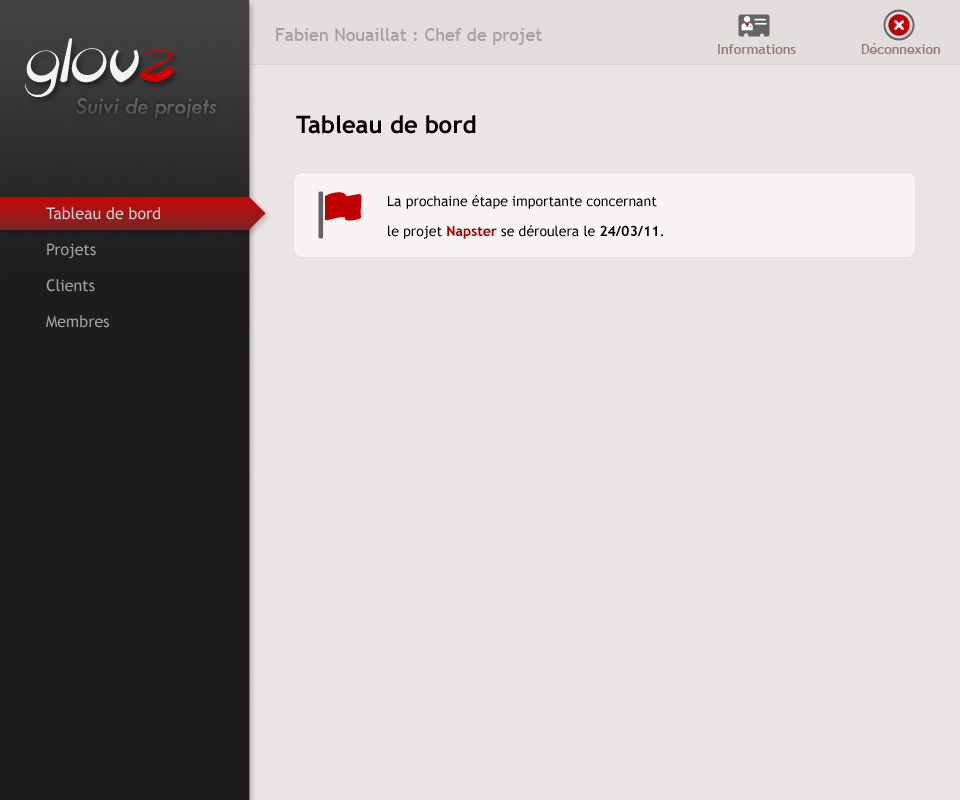 glovz
Suivi de projets
Fabien Nouaillat : Chef de projet
Informations
Déconnexion
Tableau de bord
Projets
Clients
Membres
Tableau de bord
La prochaine étape importante concernant
le projet Napster se déroulera le 24/03/11.